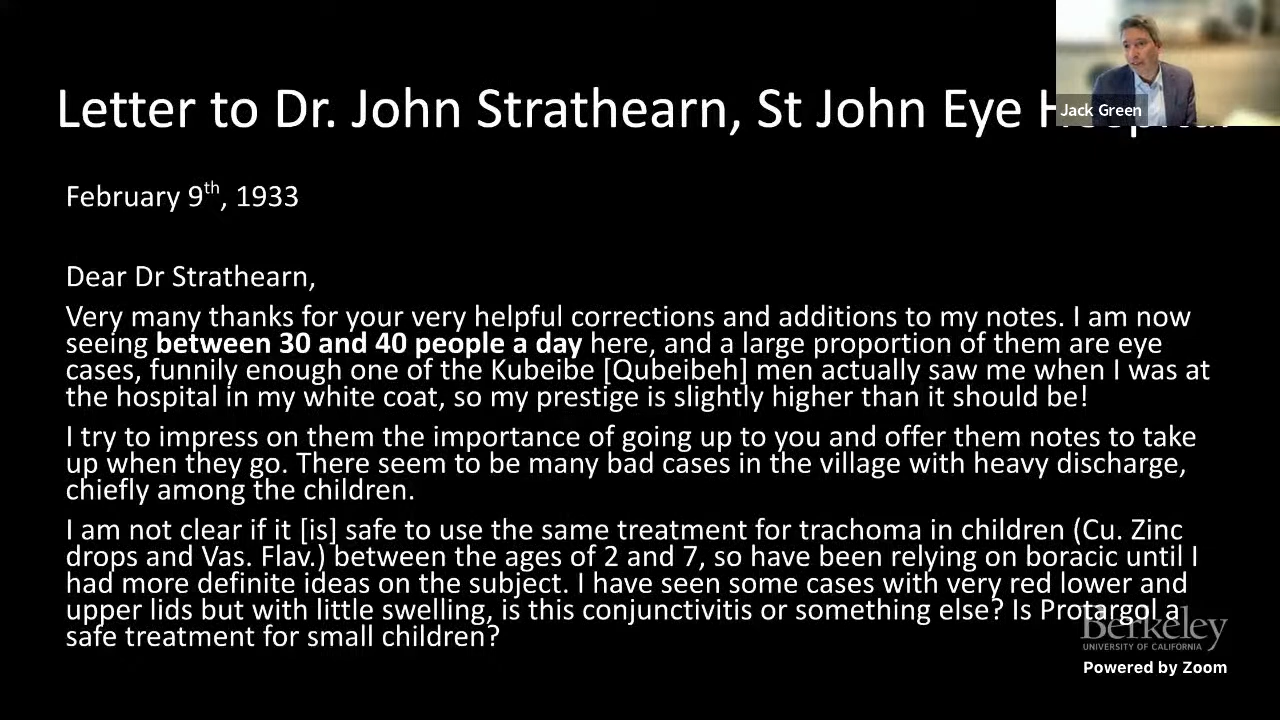 Jack Green
Letter to Dr. John Strathearn, St John Eye Hospital
February 9th, 1933
Dear Dr Strathearn,
Very many thanks for your very helpful corrections and additions to my notes. I am now
seeing between 30 and 40 people a day here, and a large proportion of them are eye
cases, funnily enough one of the Kubeibe [Qubeibeh] men actually saw me when I was at
the hospital in my white coat, so my prestige is slightly higher than it should be!
I try to impress on them the importance of going up to you and offer them notes to take
up when they go. There seem to be many bad cases in the village with heavy discharge,
chiefly among the children.
I am not clear if it [is] safe to use the same treatment for trachoma in children (Cu. Zinc
drops and Vas. Flav.) between the ages of 2 and 7, so have been relying on boracic until I
had more definite ideas on the subject. I have seen some cases with very red lower and
upper lids but with little swelling, is this conjunctivitis or something else? Is Protargol a
safe treatment for small children?
Berkeley
UNIVERSITY OF CALIFORNIA
Powered by Zoom